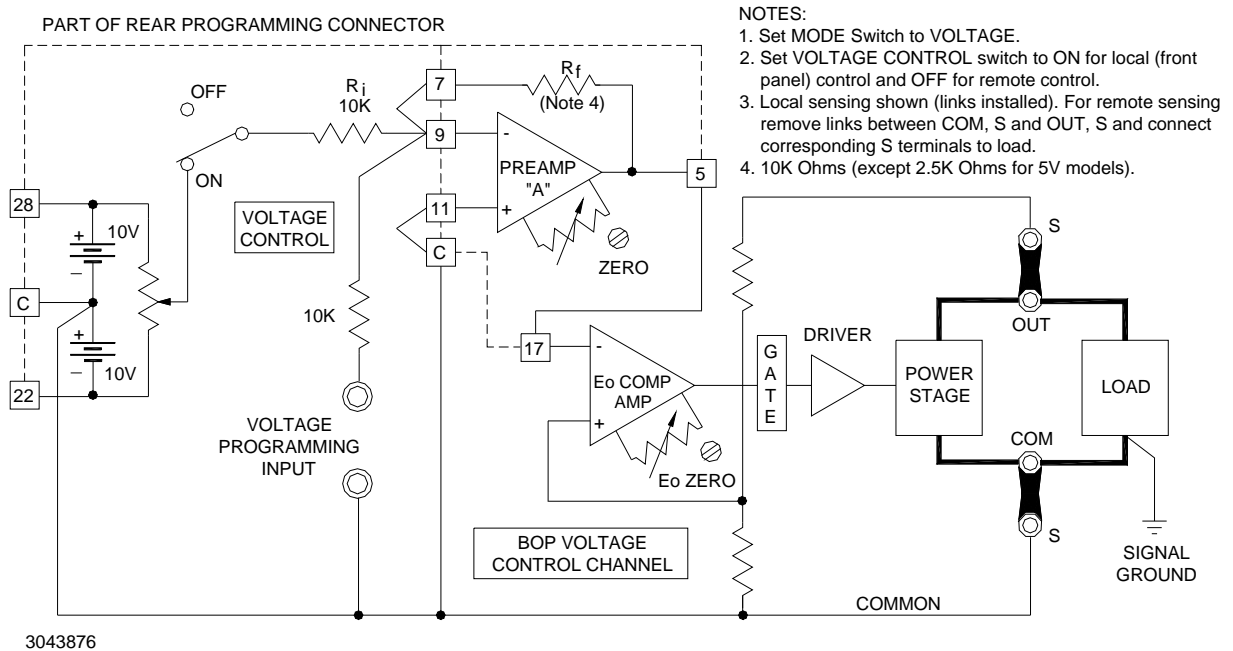 PART OF REAR PROGRAMMING CONNECTOR
NOTES:
1. Set MODE Switch to VOLTAGE.
2. Set VOLTAGE CONTROL switch to ON for local (front
panel) control and OFF for remote control.
3. Local sensing shown (links installed). For remote sensing
remove links between COM, S and OUT, S and connect
corresponding S terminals to load.
4. 10K Ohms (except 2.5K Ohms for 5V models).
OFF
ON
Ri
10K
7
Rf
(Note 4)
9
-
PREAMP
"A"
+
5
11
C
ZERO
28
+
10V
–
C
+
–
10V
22
VOLTAGE
CONTROL
10K
VOLTAGE
PROGRAMMING
INPUT
17
-
Eo COMP
AMP
+
Eo ZERO
GATE
DRIVER
POWER
STAGE
S
OUT
LOAD
COM
S
SIGNAL
GROUND
BOP VOLTAGE
CONTROL CHANNEL
COMMON
3043876